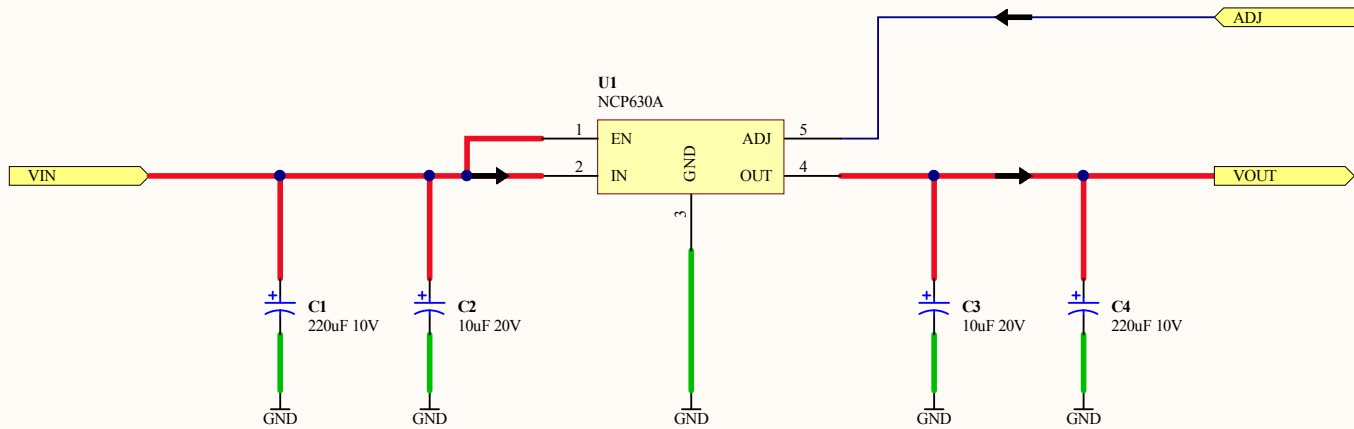 ADJ
U1
NCP630A
1 EN ADJ 5
VIN
2 IN GND OUT 4
VOUT
3
C1
220uF 10V
C2
10uF 20V
C3
10uF 20V
C4
220uF 10V
GND GND GND GND GND